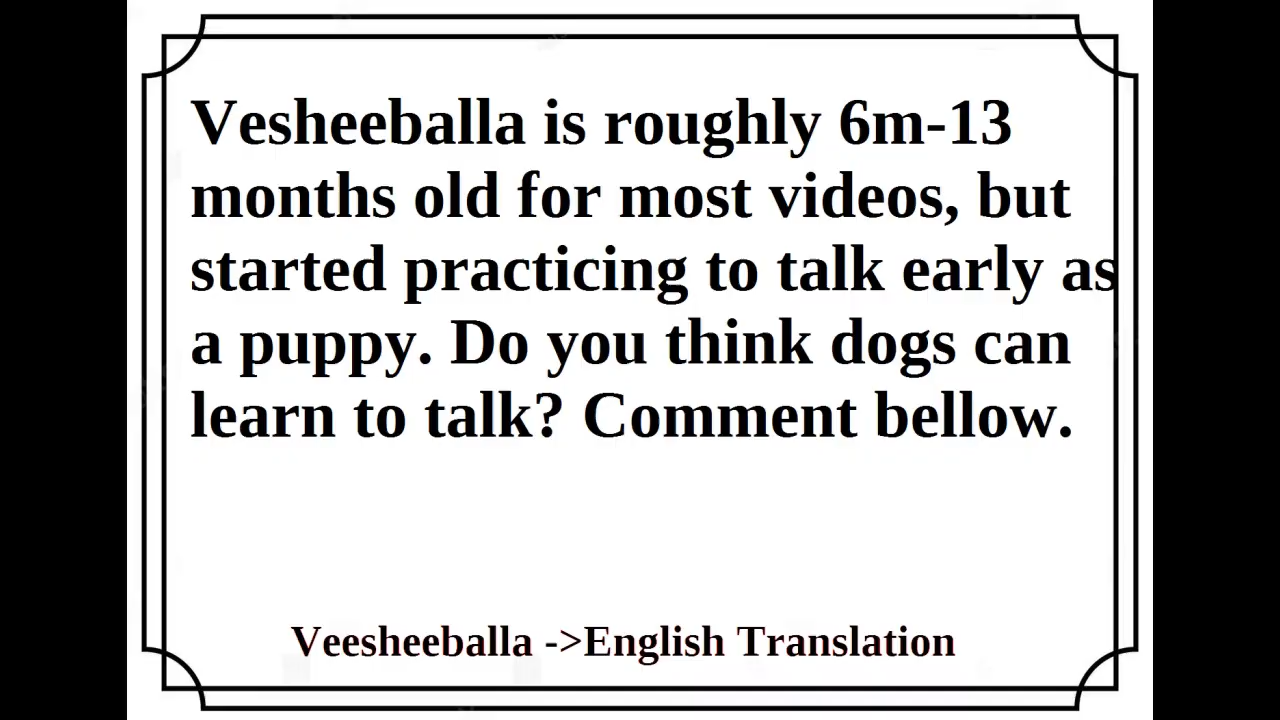 Vesheeballa is roughly 6m-13
months old for most videos, but
started practicing to talk early as
a puppy. Do you think dogs can
learn to talk? Comment bellow.
Veesheeballa ->English Translation